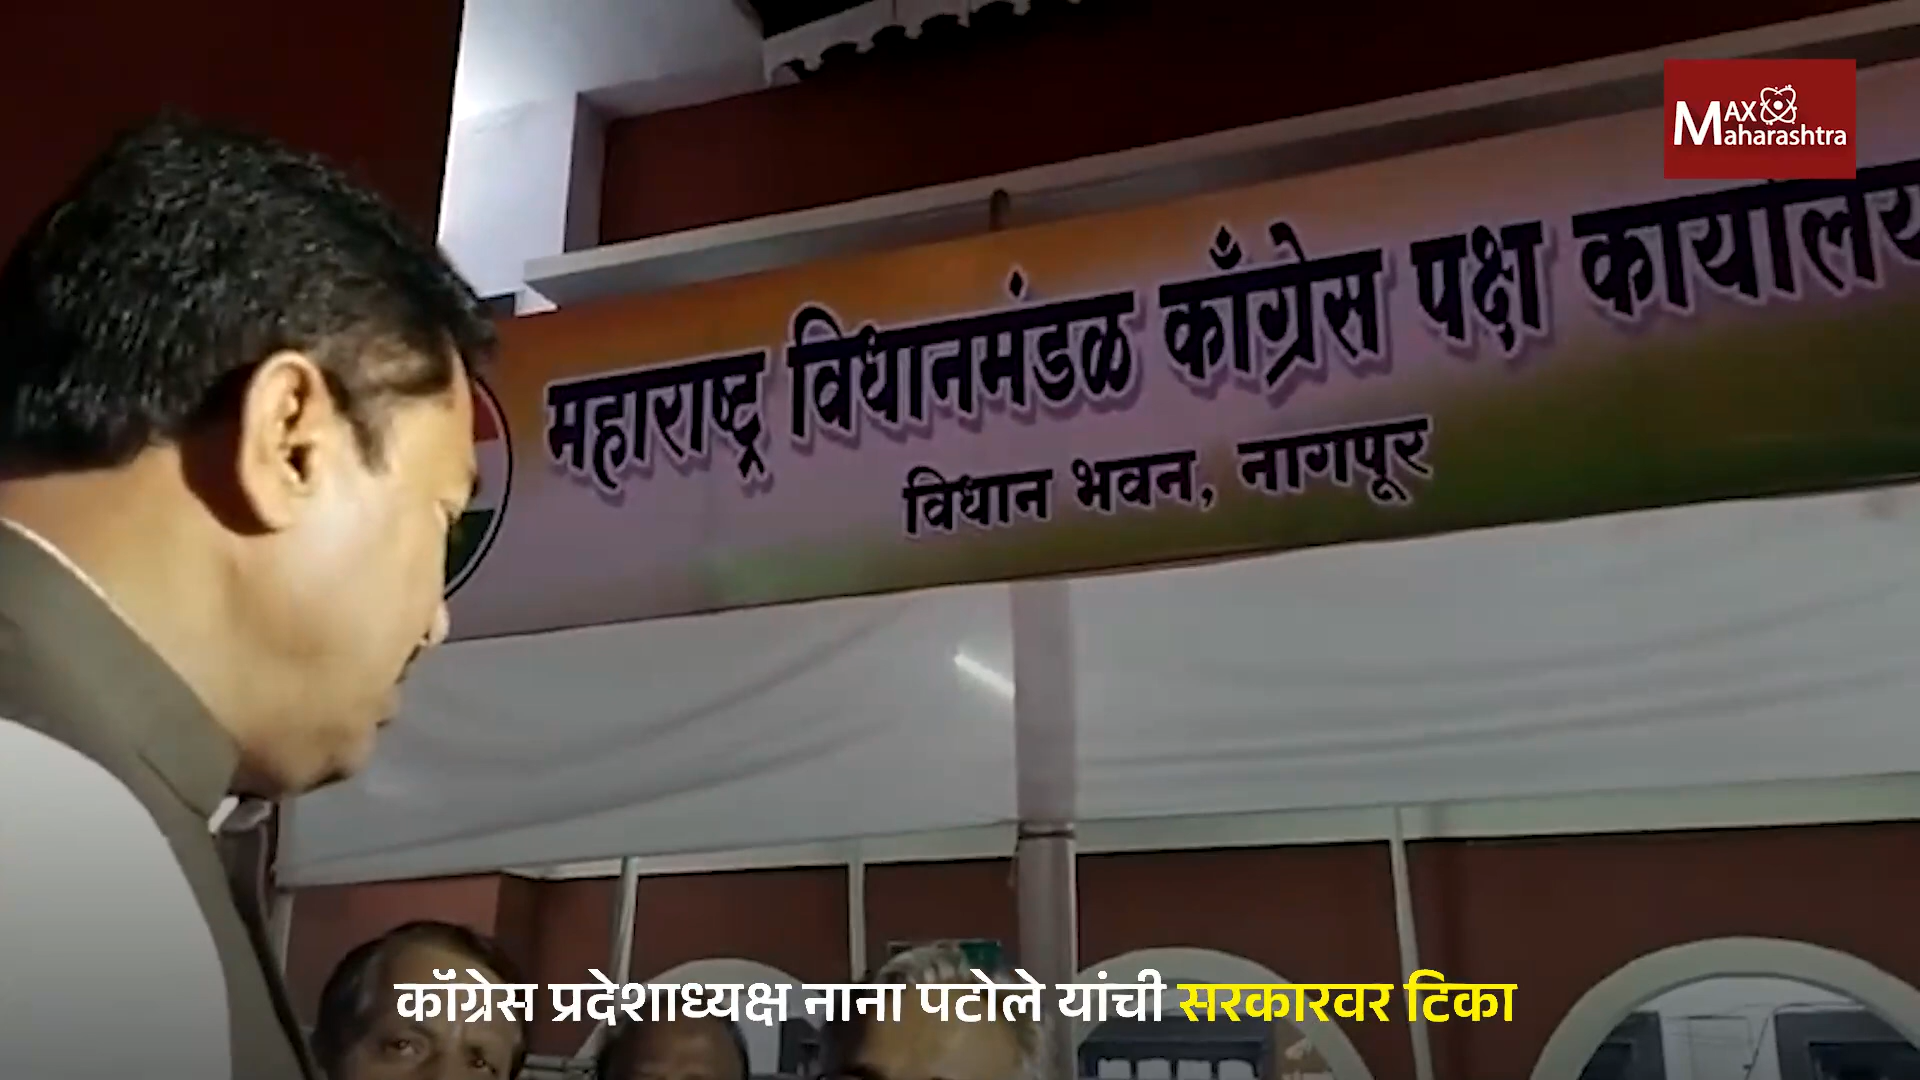 MAX
Maharashtra
महाराष्ट्र विधानमंडळ काँग्रेस पक्ष कार्यालय
विधान भवन, नागपूर
कॉंग्रेस प्रदेशाध्यक्ष नाना पटोले यांची सरकारवर टिका